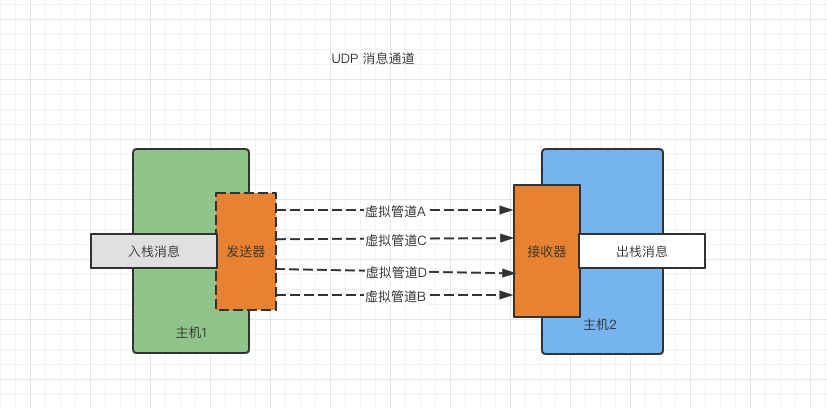 UDP 消息通道
虚拟管道A
虚拟管道C
入栈消息
发送器
接收器
出栈消息
虚拟管道D
虚拟管道B
主机1
主机2